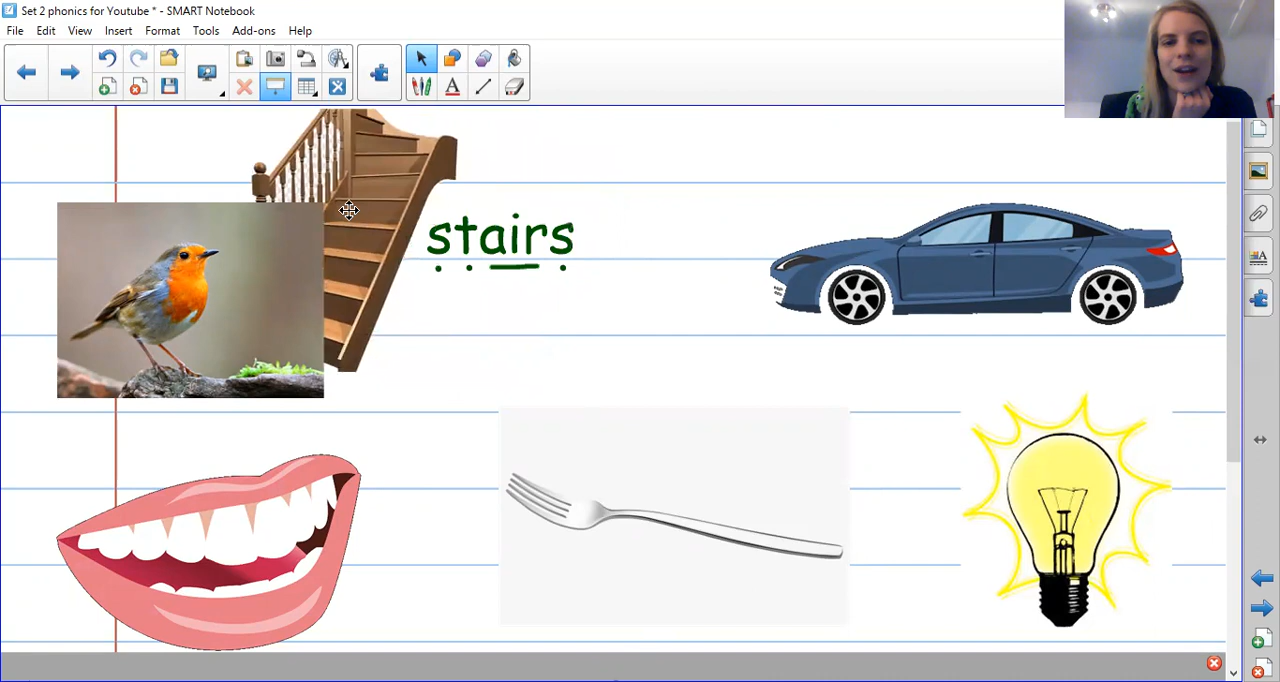 Set 2 phonics for Youtube * - SMART Notebook
File Edit View Insert Format Tools Add-ons Help
stairs